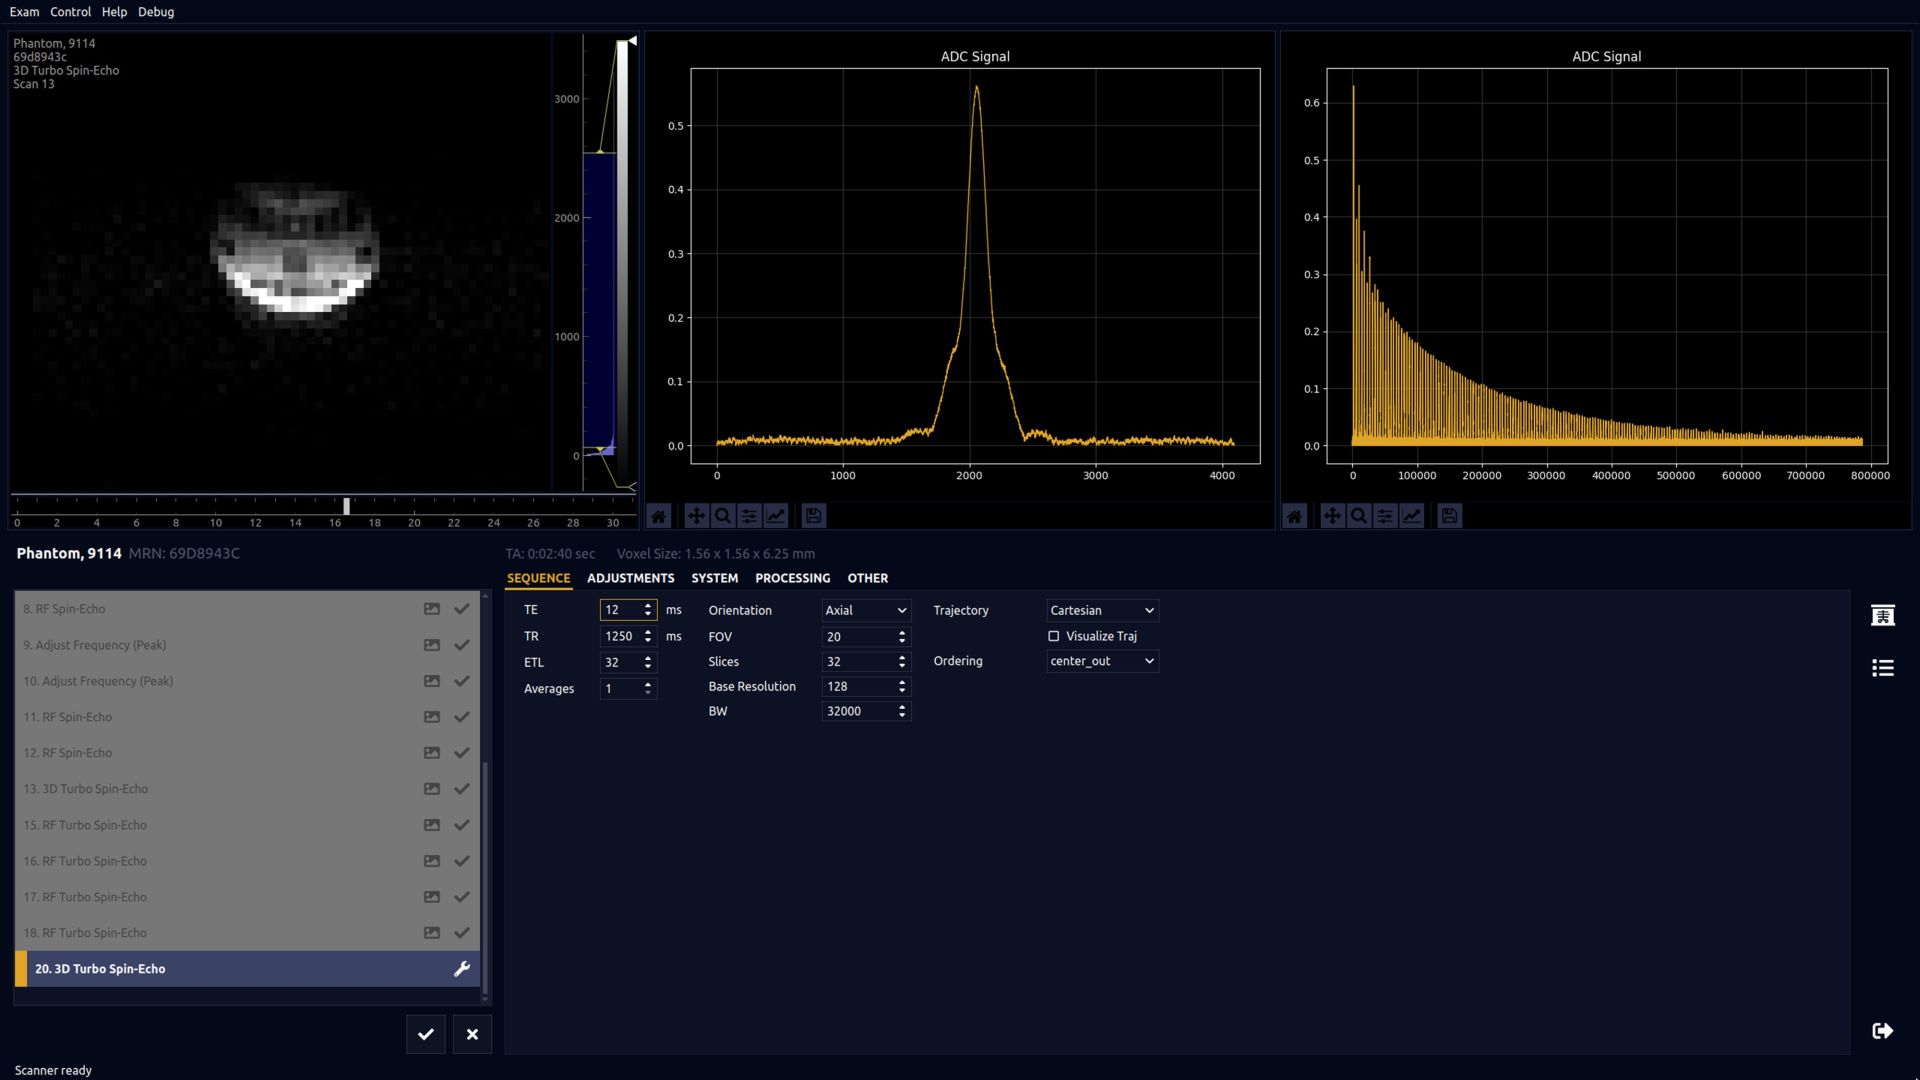 Exam Control Help Debug
Phantom, 9114
69d8943c
3D Turbo Spin-Echo
Scan 13
3000
2000
1000
0
0 2 4 6 8 10 12 14 16 18 20 22 24 26 28 30
ADC Signal
0.5
0.4
0.3
0.2
0.1
0.0
0 1000 2000 3000 4000
ADC Signal
0.6
0.5
0.4
0.3
0.2
0.1
0.0
0 100000 200000 300000 400000 500000 600000 700000 800000
Phantom, 9114 MRN: 69D8943C
TA: 0:02:40 sec Voxel Size: 1.56 x 1.56 x 6.25 mm
8. RF Spin-Echo
9. Adjust Frequency (Peak)
10. Adjust Frequency (Peak)
11. RF Spin-Echo
12. RF Spin-Echo
13. 3D Turbo Spin-Echo
15. RF Turbo Spin-Echo
16. RF Turbo Spin-Echo
17. RF Turbo Spin-Echo
18. RF Turbo Spin-Echo
20. 3D Turbo Spin-Echo
SEQUENCE ADJUSTMENTS SYSTEM PROCESSING OTHER
TE 12 ms
TR 1250 ms
ETL 32
Averages 1
Orientation Axial
FOV 20
Slices 32
Base Resolution 128
BW 32000
Trajectory Cartesian
Visualize Traj
Ordering center_out
Scanner ready